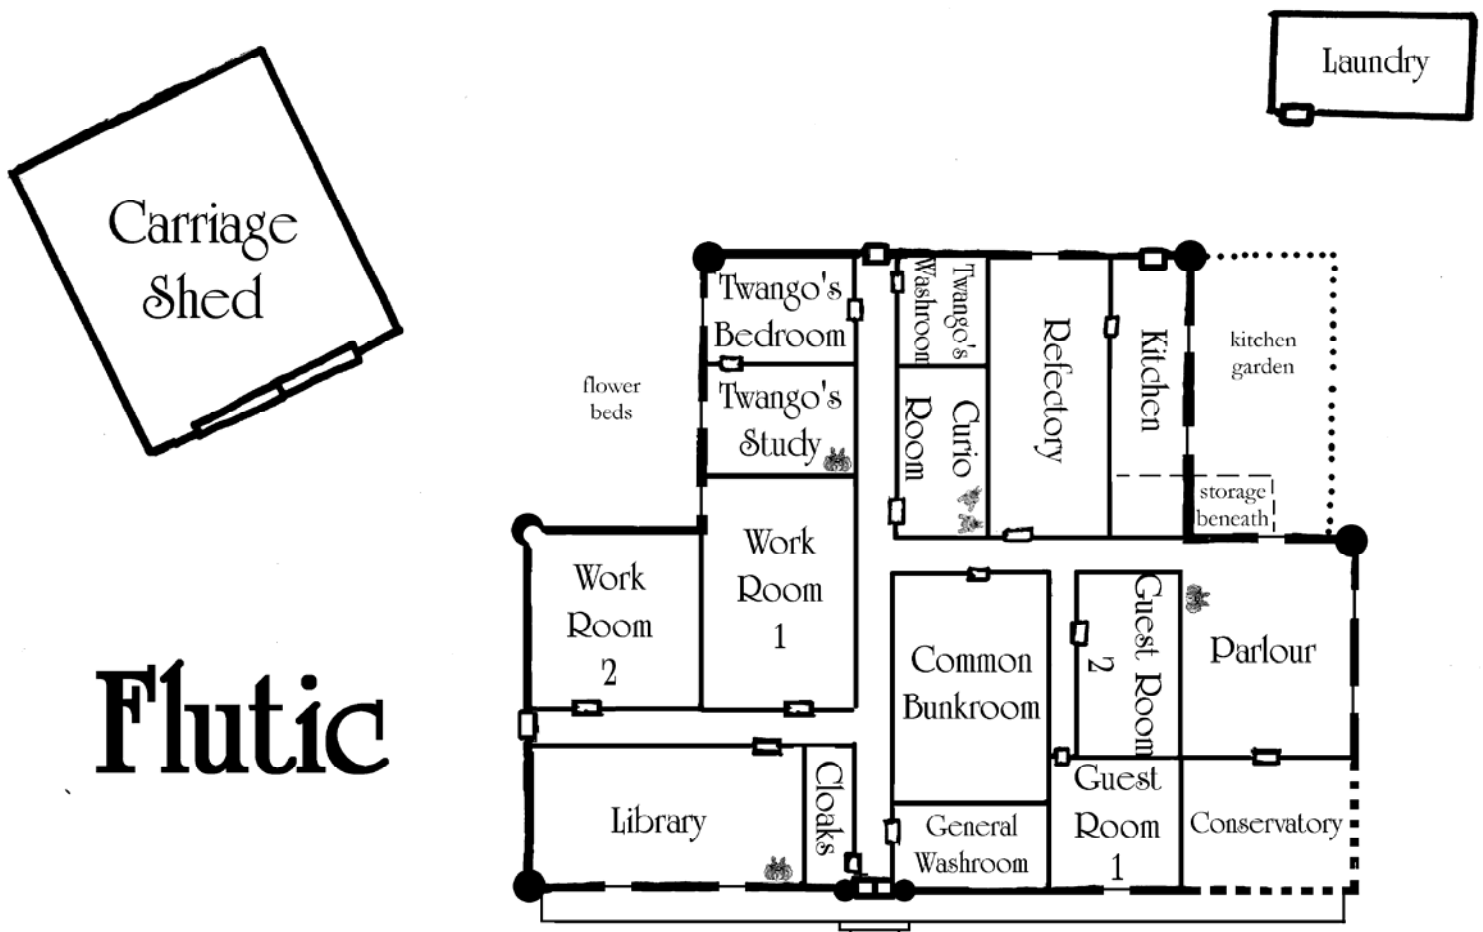 Laundry
Carriage
Shed
Twango's
Bedroom
Twango's
Washroom
Refectory
Kitchen
kitchen
garden
flower
beds
Twango's
Study
Curio
Room
storage
beneath
Work
Room
1
Work
Room
2
Common
Bunkroom
Guest Room
2
Parlour
Flutic
Library
Cloaks
General
Washroom
Guest
Room
1
Conservatory